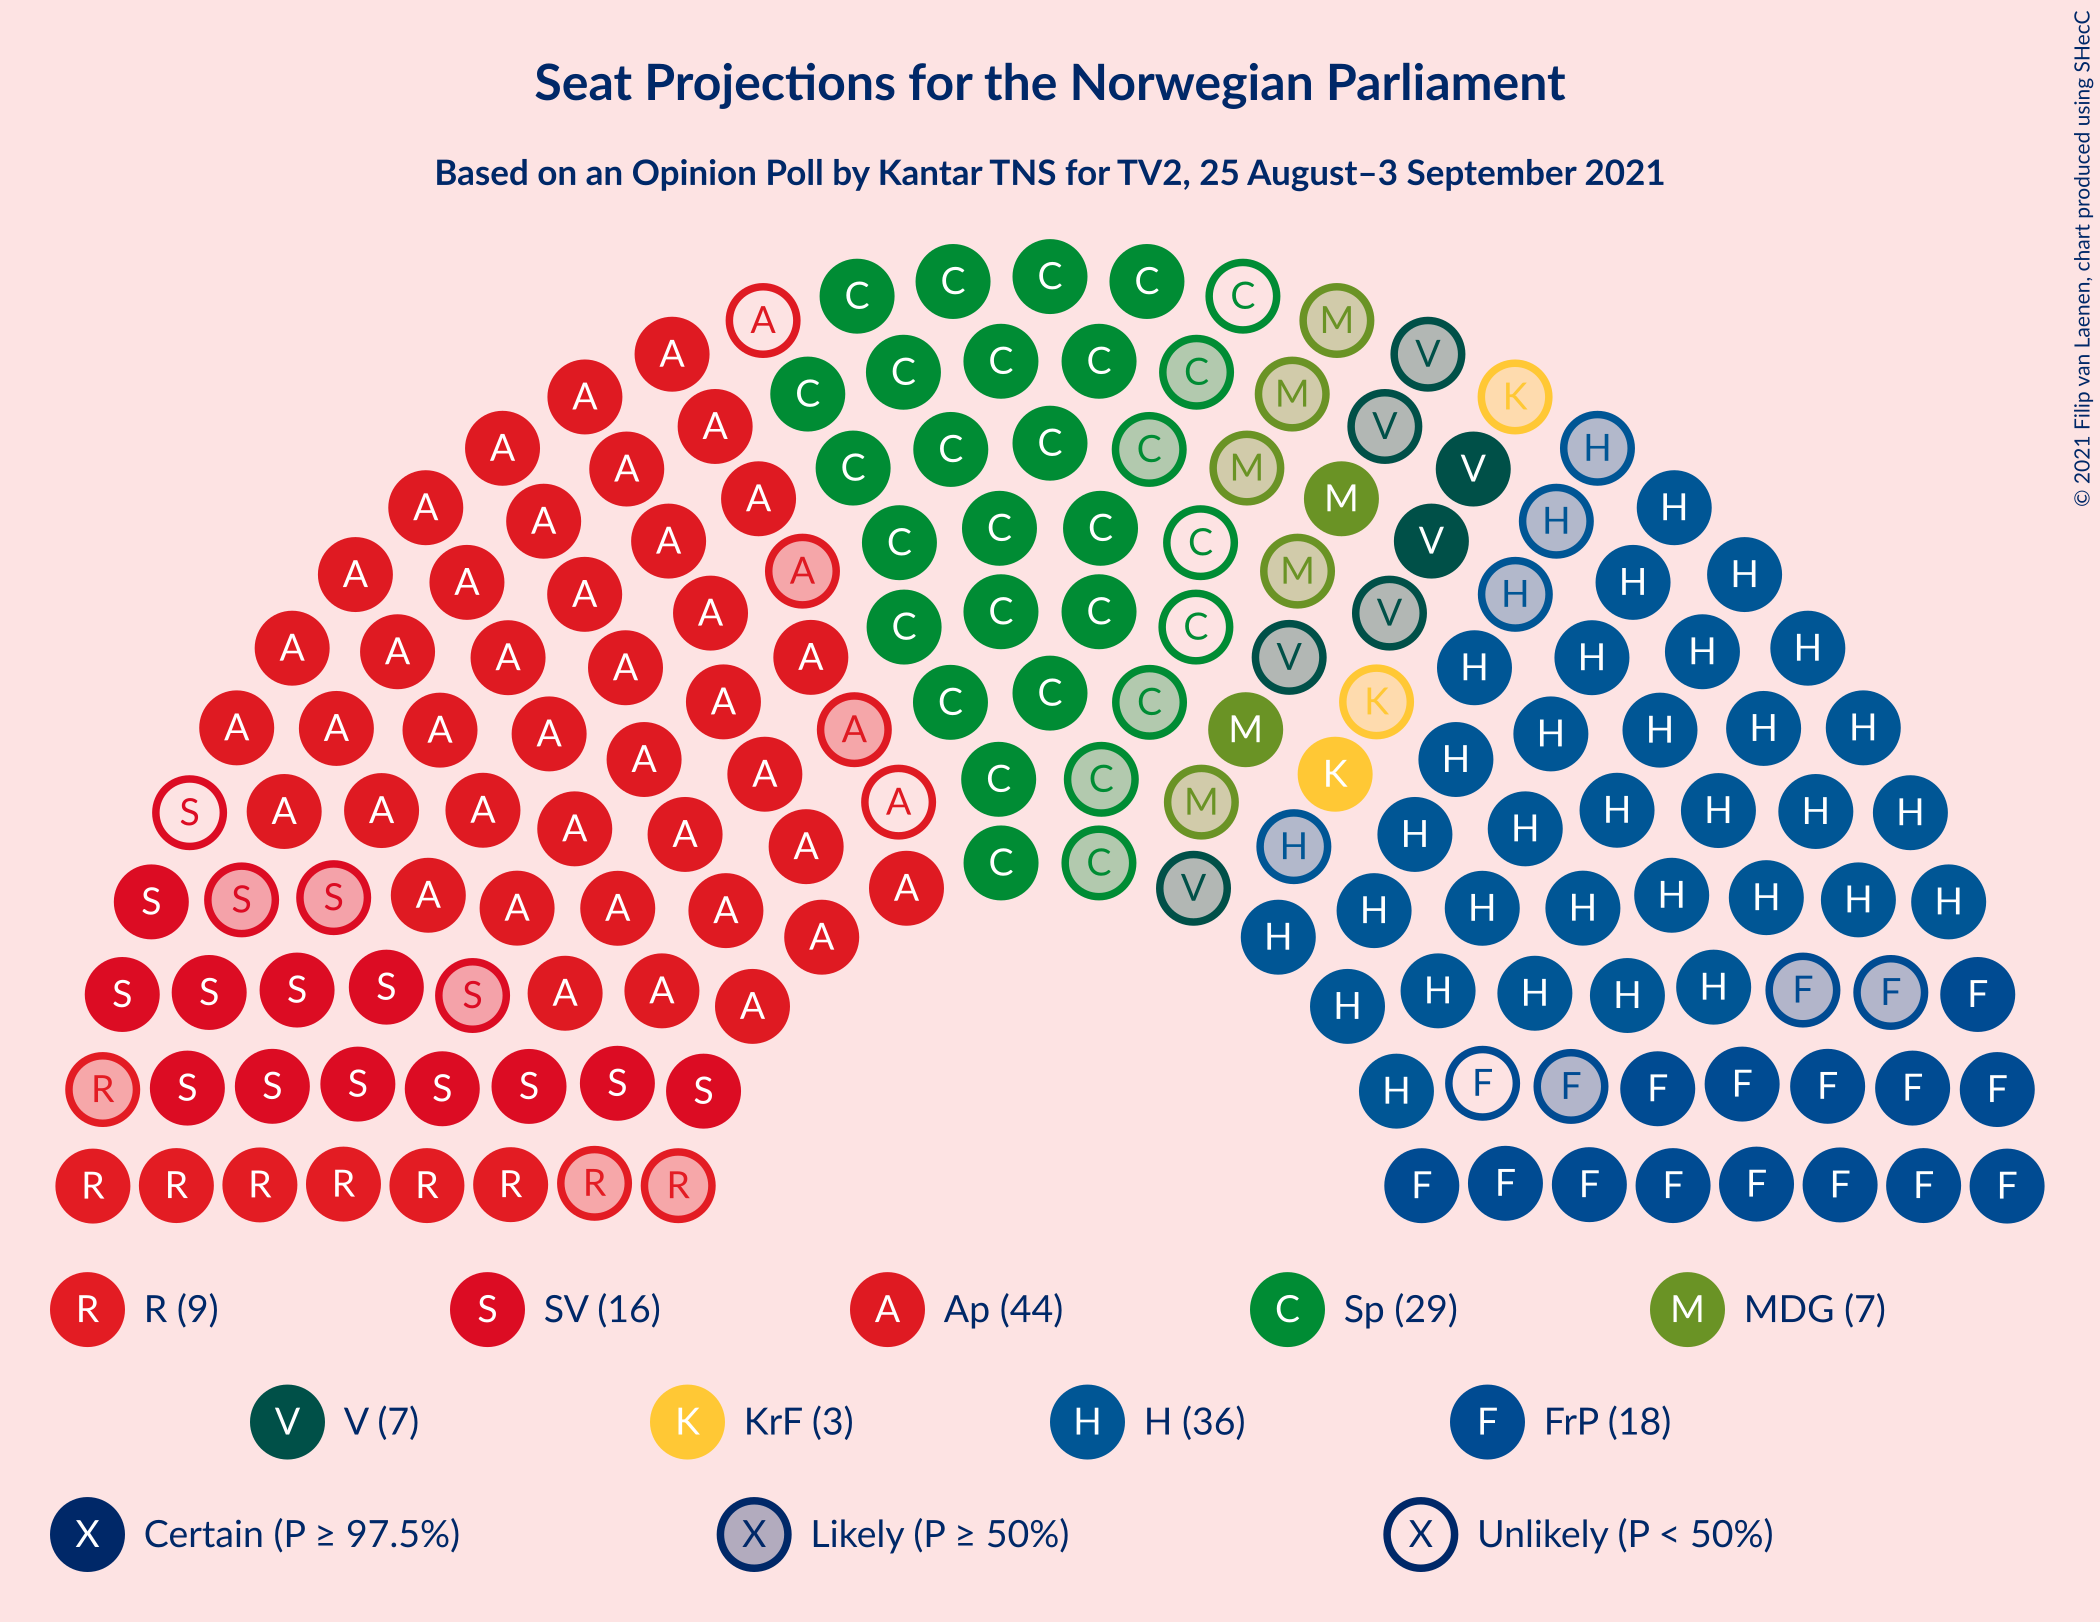 Seat Projections for the Norwegian Parliament
Based on an Opinion Poll by Kantar TNS for TV2, 25 August–3 September 2021
© 2021 Filip van Laenen, chart produced using SHecC
C C C C C
A C C C C C M
A A C C C C M V
A A A C C C C M V K
A A A A C C C C M V H
A A A A A C C C M V H H
A A A A A A C C M V H H H
A A A A A A A C V K H H H H
A A A A A A A C M K H H H H H
S A A A A A A A M H H H H H H H
S S S A A A A A C C V H H H H H H H
S S S S S A A A A H H H H H H F F F
R S S S S S S S H F F F F F F F
R R R R R R R R F F F F F F F F
R R (9) S SV (16) A Ap (44) C Sp (29) M MDG (7)
V V (7) K KrF (3) H H (36) F FrP (18)
X Certain (P ≥ 97.5%) X Likely (P ≥ 50%) X Unlikely (P < 50%)